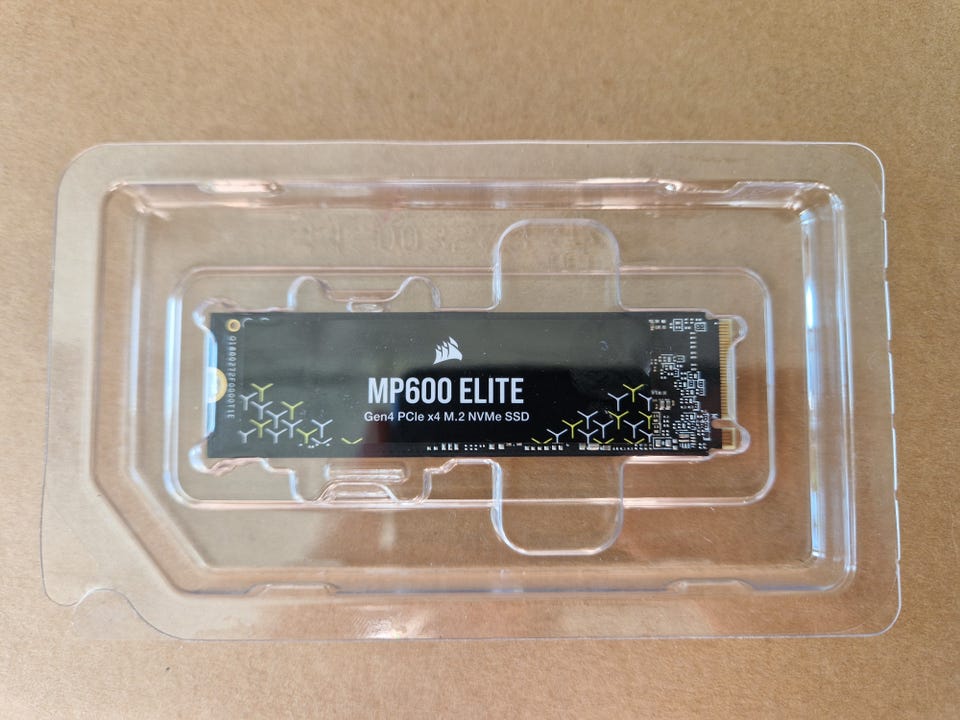 MP600 ELITE
Gen4 PCIe x4 M.2 NVMe SSD